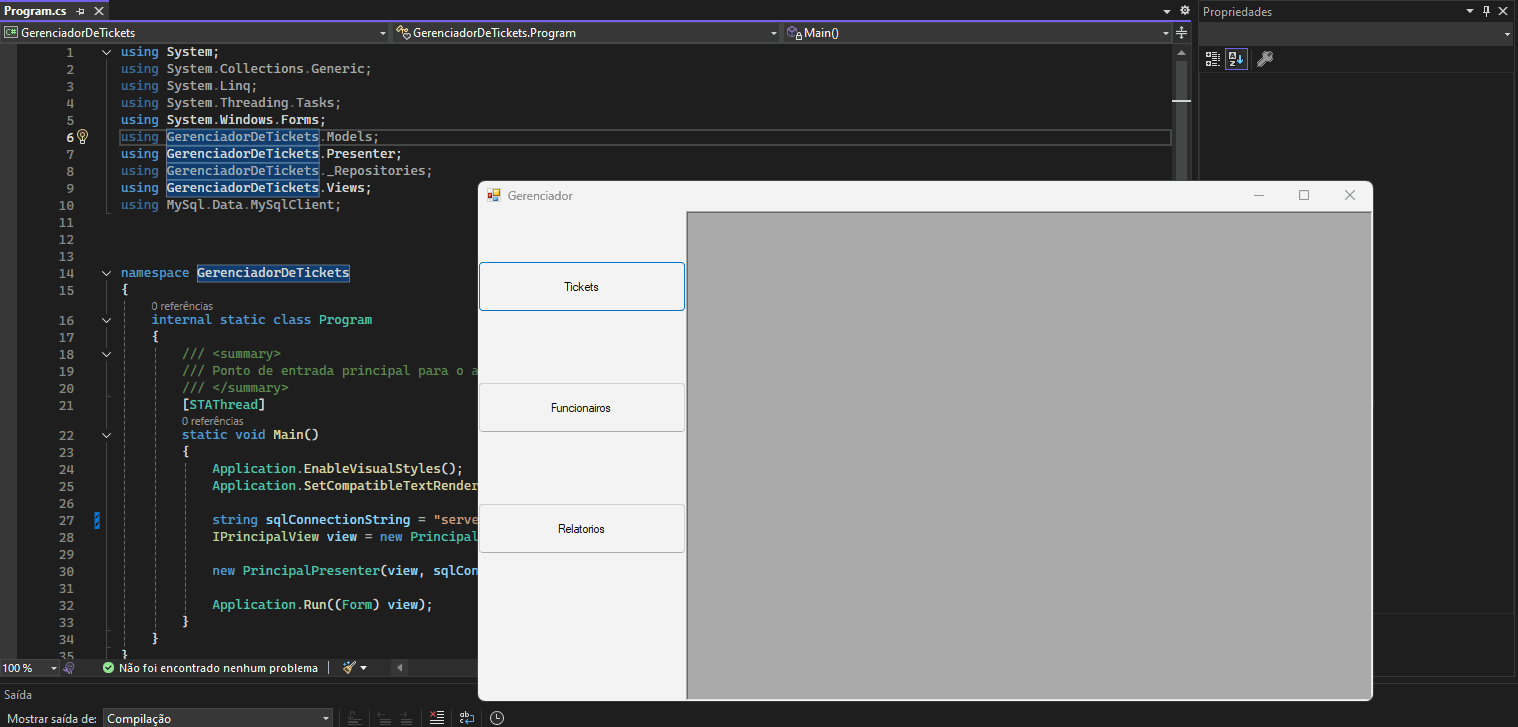 Program.cs
GerenciadorDeTickets
GerenciadorDeTickets.Program
Main()
Propriedades
1 using System;
2 using System.Collections.Generic;
3 using System.Linq;
4 using System.Threading.Tasks;
5 using System.Windows.Forms;
6 using GerenciadorDeTickets.Models;
7 using GerenciadorDeTickets.Presenter;
8 using GerenciadorDeTickets._Repositories;
9 using GerenciadorDeTickets.Views;
10 using MySql.Data.MySqlClient;
11
12
13
14 namespace GerenciadorDeTickets
15 {
0 referências
16 internal static class Program
17 {
18 /// <summary>
19 /// Ponto de entrada principal para o a
20 /// </summary>
21 [STAThread]
0 referências
22 static void Main()
23 {
24 Application.EnableVisualStyles();
25 Application.SetCompatibleTextRender
26
27 string sqlConnectionString = "serve
28 IPrincipalView view = new Principal
29
30 new PrincipalPresenter(view, sqlCon
31
32 Application.Run((Form) view);
33 }
34 }
35 }
Gerenciador
Tickets
Funcionairos
Relatorios
100 %
Não foi encontrado nenhum problema
Saída
Mostrar saída de: Compilação